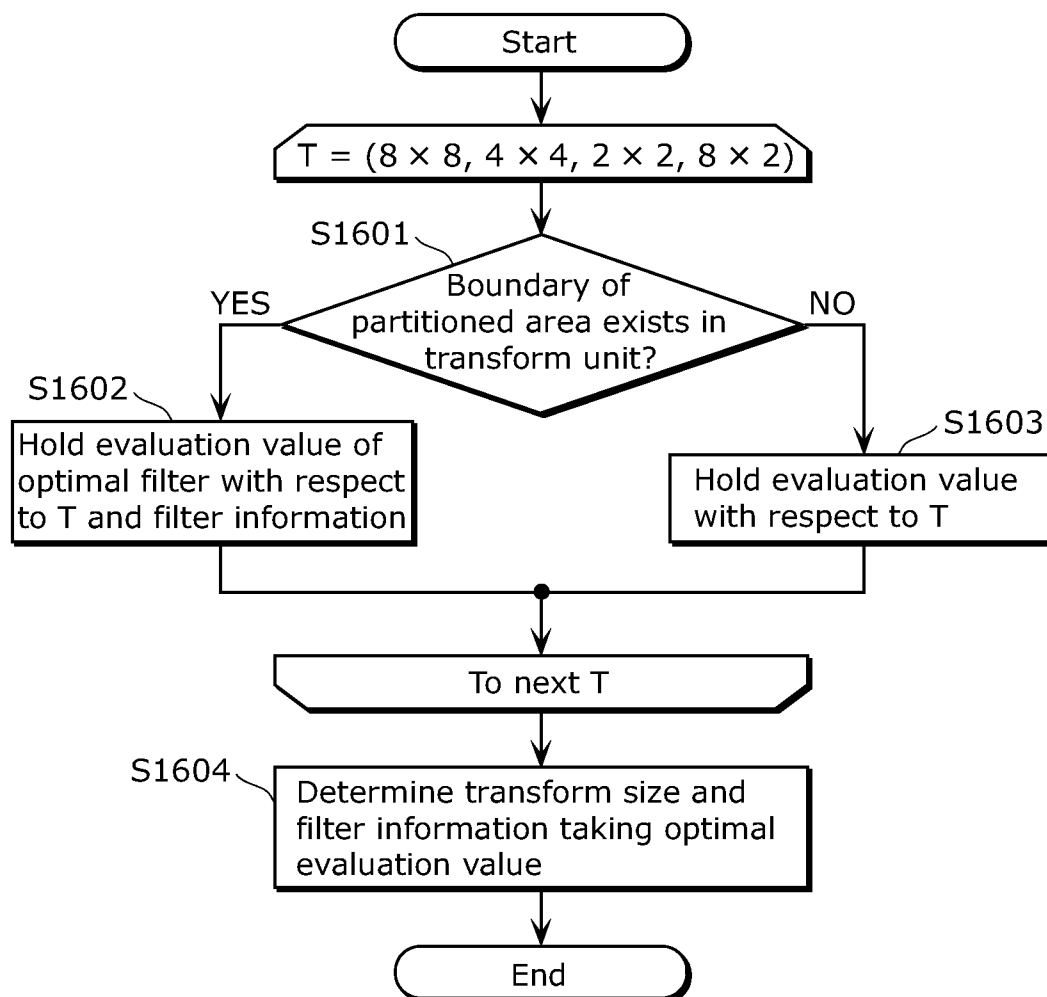 Start
T = (8 × 8, 4 × 4, 2 × 2, 8 × 2)
S1601
Boundary of
partitioned area exists in
transform unit?
YES
NO
S1602
Hold evaluation value of
optimal filter with respect
to T and filter information
S1603
Hold evaluation value
with respect to T
To next T
S1604
Determine transform size and
filter information taking optimal
evaluation value
End